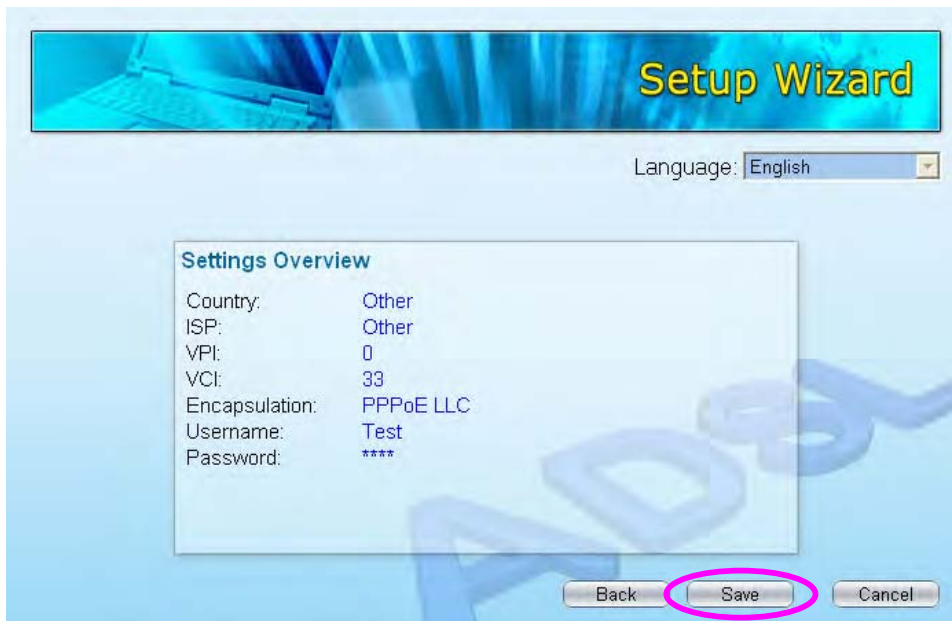 Setup Wizard
Language: English
Settings Overview
Country: Other
ISP: Other
VPI: 0
VCI: 33
Encapsulation: PPPoE LLC
Username: Test
Password: ****
ADSL
Back Save Cancel